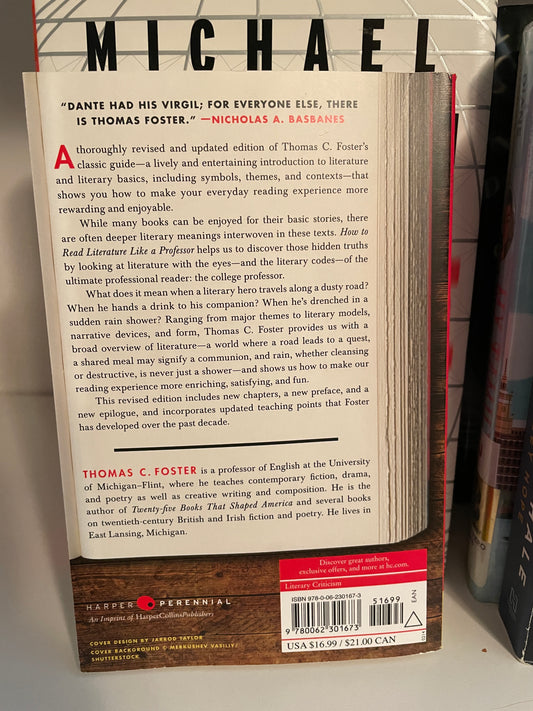 MICHAEL
"DANTE HAD HIS VIRGIL; FOR EVERYONE ELSE, THERE
IS THOMAS FOSTER." —NICHOLAS A. BASBANES
A thoroughly revised and updated edition of Thomas C. Foster's
classic guide—a lively and entertaining introduction to literature
and literary basics, including symbols, themes, and contexts—that
shows you how to make your everyday reading experience more
rewarding and enjoyable.
While many books can be enjoyed for their basic stories, there
are often deeper literary meanings interwoven in these texts. How to
Read Literature Like a Professor helps us to discover those hidden truths
by looking at literature with the eyes—and the literary codes—of the
ultimate professional reader: the college professor.
What does it mean when a literary hero travels along a dusty road?
When he hands a drink to his companion? When he's drenched in a
sudden rain shower? Ranging from major themes to literary models,
narrative devices, and form, Thomas C. Foster provides us with a
broad overview of literature—a world where a road leads to a quest,
a shared meal may signify a communion, and rain, whether cleansing
or destructive, is never just a shower—and shows us how to make our
reading experience more enriching, satisfying, and fun.
This revised edition includes new chapters, a new preface, and a
new epilogue, and incorporates updated teaching points that Foster
has developed over the past decade.
THOMAS C. FOSTER is a professor of English at the University
of Michigan–Flint, where he teaches contemporary fiction, drama,
and poetry as well as creative writing and composition. He is the
author of Twenty-five Books That Shaped America and several books
on twentieth-century British and Irish fiction and poetry. He lives in
East Lansing, Michigan.
Discover great authors,
exclusive offers, and more at hc.com.
Literary Criticism
ISBN 978-0-06-230167-3
51699
EAN
9 780062 301673
USA $16.99 / $21.00 CAN
0214
HARPER PERENNIAL
An Imprint of HarperCollinsPublishers
COVER DESIGN BY JARROD TAYLOR
COVER BACKGROUND © MERKUSHEV VASILIY/
SHUTTERSTOCK